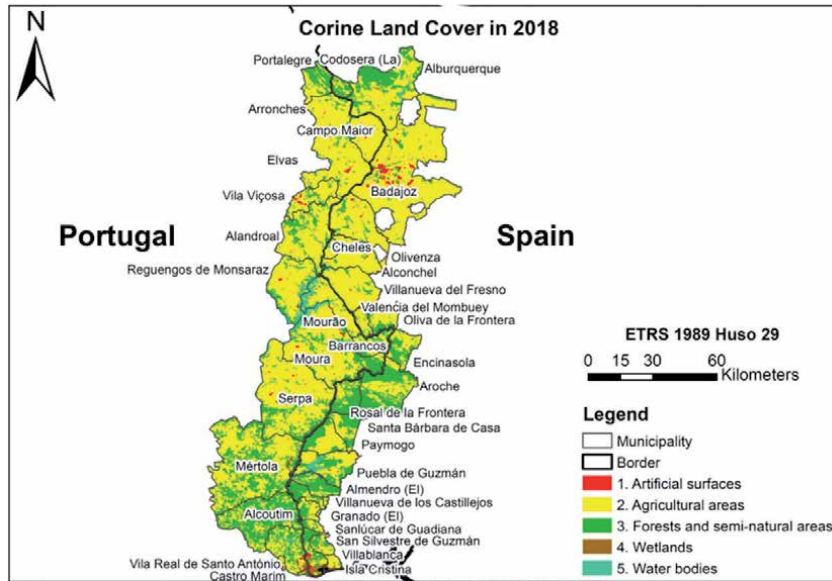 N
Corine Land Cover in 2018
Portalegre
Codosera (La)
Alburquerque
Arronches
Campo Maior
Elvas
Badajoz
Vila Viçosa
Portugal
Spain
Alandroal
Cheles
Olivenza
Reguengos de Monsaraz
Alconchel
Villanueva del Fresno
Valencia del Mombuey
Mourão
Oliva de la Frontera
Barrancos
Moura
Encinasola
Aroche
Serpa
Rosal de la Frontera
Santa Bárbara de Casa
Paymogo
Mértola
Puebla de Guzmán
Almendro (El)
Villanueva de los Castillejos
Alcoutim
Granado (El)
Sanlúcar de Guadiana
San Silvestre de Guzmán
Villablanca
Vila Real de Santo António
Isla Cristina
Castro Marim
ETRS 1989 Huso 29
0 15 30 60
Kilometers
Legend
Municipality
Border
1. Artificial surfaces
2. Agricultural areas
3. Forests and semi-natural areas
4. Wetlands
5. Water bodies